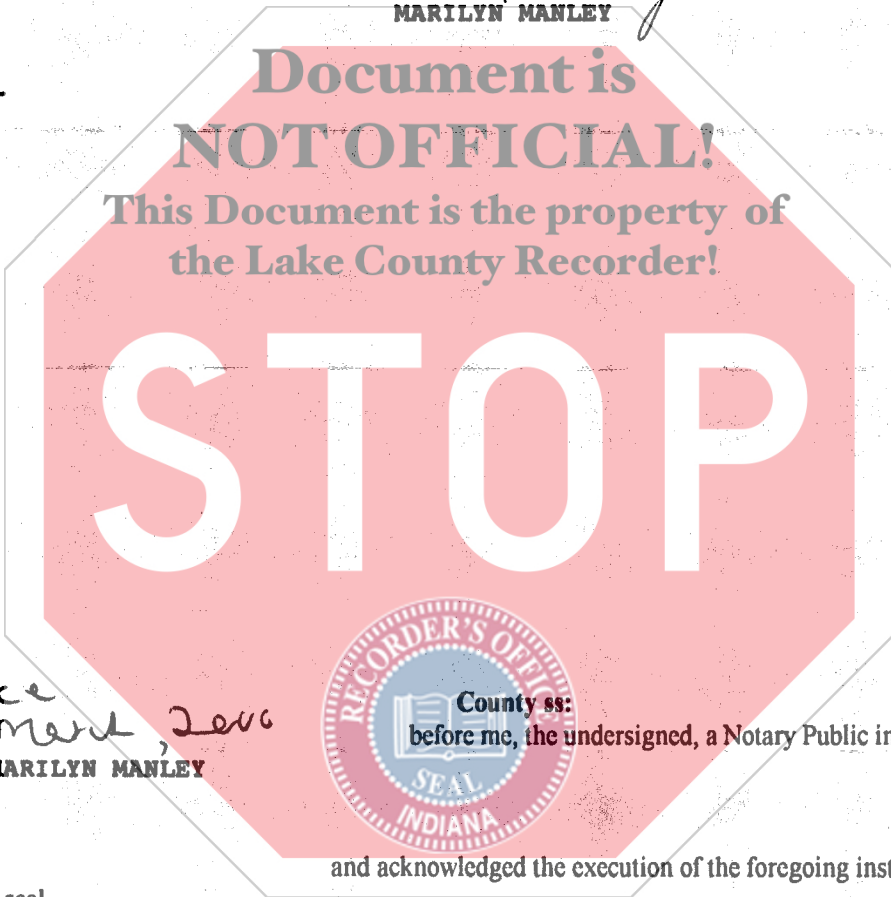 MARILYN MANLEY
Document is
NOT OFFICIAL!
This Document is the property of
the Lake County Recorder!
STOP
RECORDER'S OFFICE
SEAL
INDIANA
County ss:
before me, the undersigned, a Notary Public in
MARILYN MANLEY
and acknowledged the execution of the foregoing inst
seal